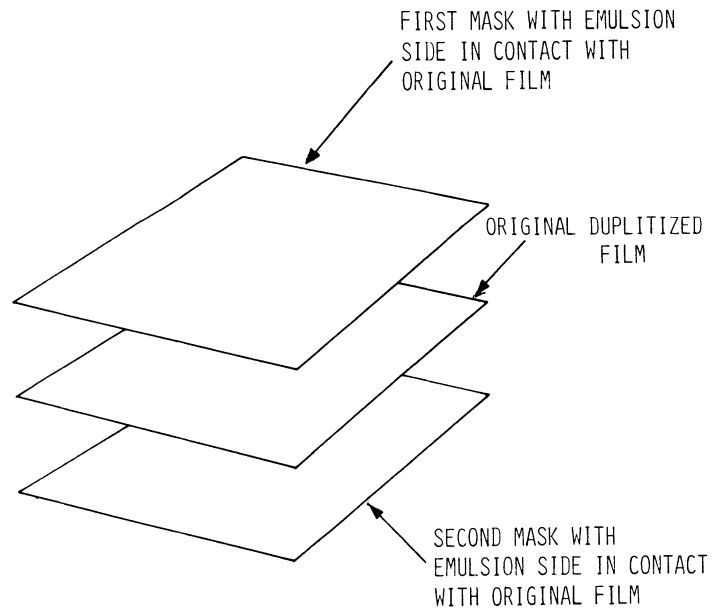 FIRST MASK WITH EMULSION
SIDE IN CONTACT WITH
ORIGINAL FILM
ORIGINAL DUPLITIZED
FILM
SECOND MASK WITH
EMULSION SIDE IN CONTACT
WITH ORIGINAL FILM